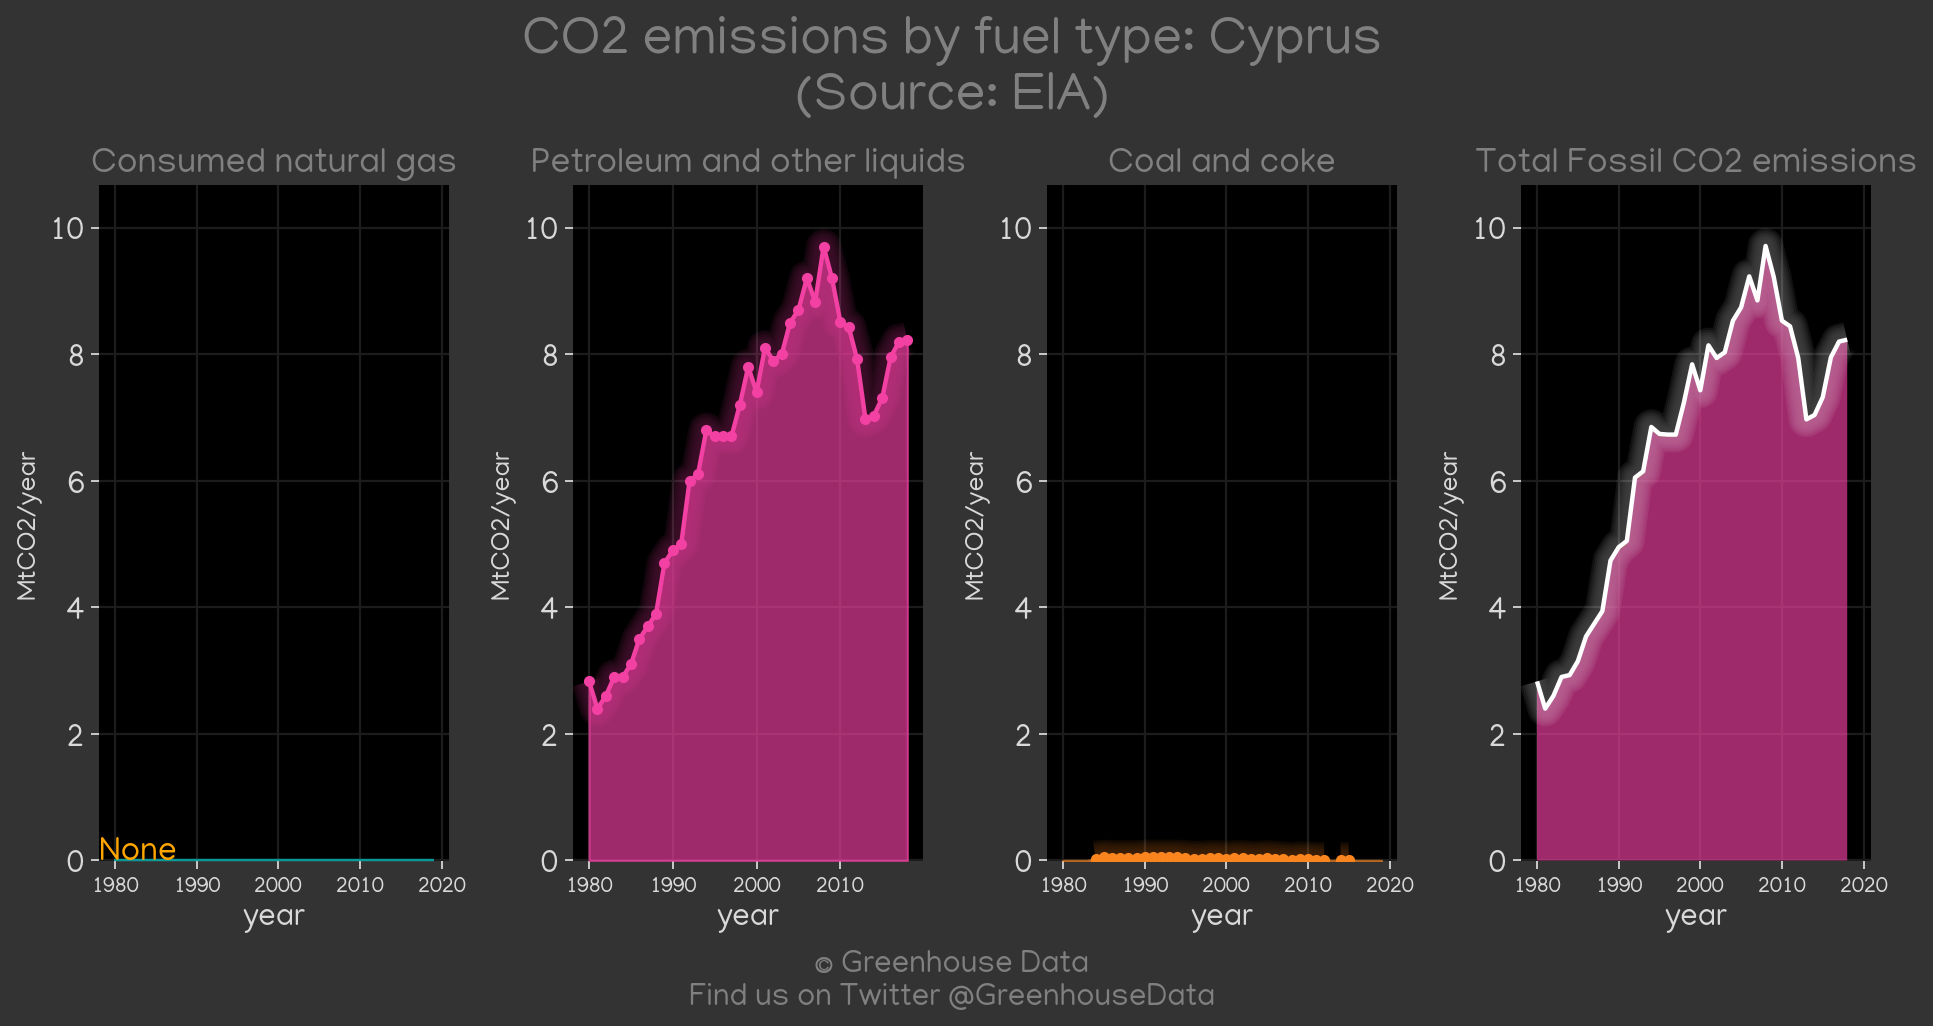 CO2 emissions by fuel type: Cyprus
(Source: EIA)
Consumed natural gas
MtCO2/year
10
8
6
4
2
0
None
1980 1990 2000 2010 2020
year
Petroleum and other liquids
MtCO2/year
10
8
6
4
2
0
1980 1990 2000 2010
year
Coal and coke
MtCO2/year
10
8
6
4
2
0
1980 1990 2000 2010 2020
year
Total Fossil CO2 emissions
MtCO2/year
10
8
6
4
2
0
1980 1990 2000 2010 2020
year
© Greenhouse Data
Find us on Twitter @GreenhouseData